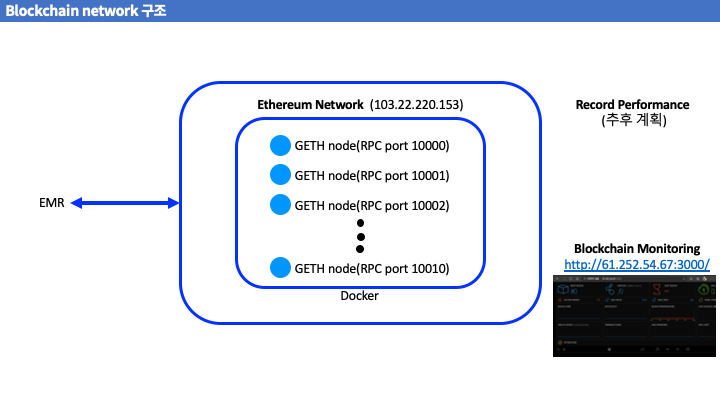 Blockchain network 구조
Ethereum Network (103.22.220.153)
GETH node(RPC port 10000)
GETH node(RPC port 10001)
GETH node(RPC port 10002)
GETH node(RPC port 10010)
Docker
EMR
Record Performance
(추후 계획)
Blockchain Monitoring
http://61.252.54.67:3000/